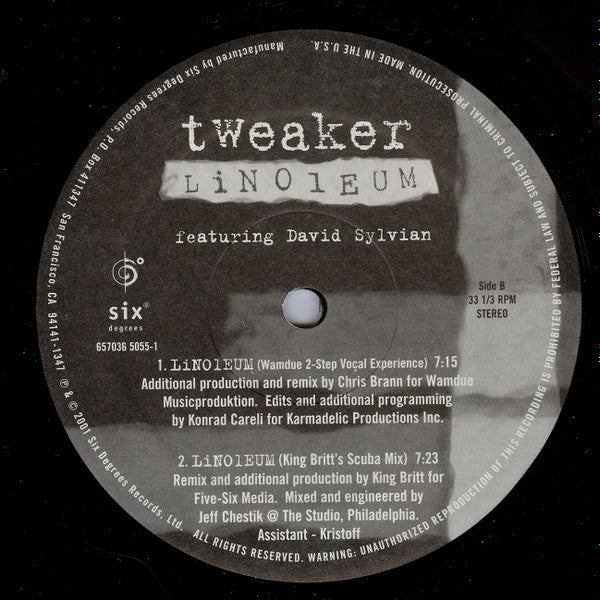 tweaker
LiNO1EUM
featuring David Sylvian
six®
degrees
657036 5055-1
Side B
33 1/3 RPM
STEREO
1. LiNO1EUM (Wamdue 2-Step Vocal Experience) 7:15
Additional production and remix by Chris Brann for Wamdue
Musicproduktion. Edits and additional programming
by Konrad Careli for Karmadelic Productions Inc.
2. LiNO1EUM (King Britt's Scuba Mix) 7:23
Remix and additional production by King Britt for
Five-Six Media. Mixed and engineered by
Jeff Chestik @ The Studio, Philadelphia.
Assistant - Kristoff
Manufactured by Six Degrees Records, P.O. Box 411347 San Francisco, CA 94141-1347 ℗ & © 2001 Six Degrees Records, Ltd. ALL RIGHTS RESERVED. WARNING: UNAUTHORIZED REPRODUCTION OF THIS RECORDING IS PROHIBITED BY FEDERAL LAW AND SUBJECT TO CRIMINAL PROSECUTION. MADE IN THE U.S.A.